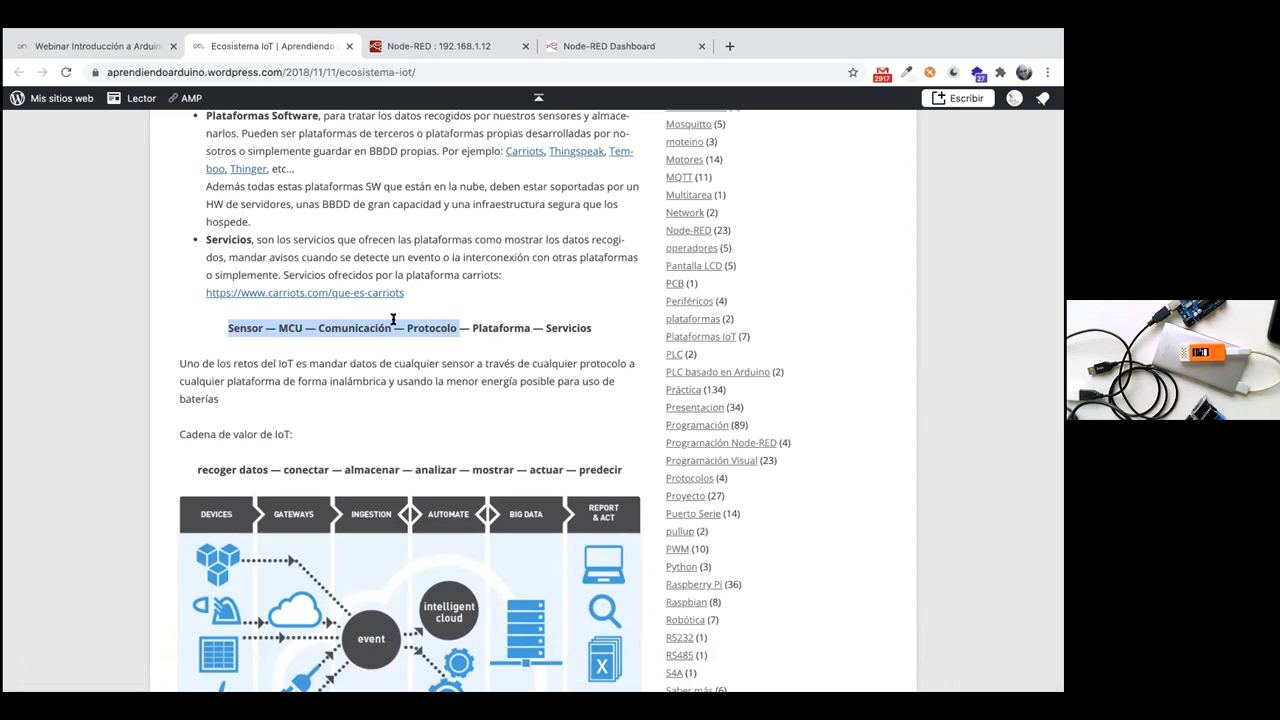 Webinar Introducción a Arduin
Ecosistema IoT | Aprendiendo
Node-RED : 192.168.1.12
Node-RED Dashboard
aprendiendoarduino.wordpress.com/2018/11/11/ecosistema-iot/
2917
27
Mis sitios web
Lector
AMP
Escribir
Plataformas Software, para tratar los datos recogidos por nuestros sensores y almace-
narlos. Pueden ser plataformas de terceros o plataformas propias desarrolladas por no-
sotros o simplemente guardar en BBDD propias. Por ejemplo: Carriots, Thingspeak, Tem-
boo, Thinger, etc…
Además todas estas plataformas SW que están en la nube, deben estar soportadas por un
HW de servidores, unas BBDD de gran capacidad y una infraestructura segura que los
hospede.
Servicios, son los servicios que ofrecen las plataformas como mostrar los datos recogi-
dos, mandar avisos cuando se detecte un evento o la interconexión con otras plataformas
o simplemente. Servicios ofrecidos por la plataforma carriots:
https://www.carriots.com/que-es-carriots
Sensor — MCU — Comunicación — Protocolo — Plataforma — Servicios
Uno de los retos del IoT es mandar datos de cualquier sensor a través de cualquier protocolo a
cualquier plataforma de forma inalámbrica y usando la menor energía posible para uso de
baterías
Cadena de valor de IoT:
recoger datos — conectar — almacenar — analizar — mostrar — actuar — predecir
DEVICES
GATEWAYS
INGESTION
AUTOMATE
BIG DATA
REPORT
& ACT
intelligent
cloud
event
X
Mosquitto (5)
moteino (3)
Motores (14)
MQTT (11)
Multitarea (1)
Network (2)
Node-RED (23)
operadores (5)
Pantalla LCD (5)
PCB (1)
Periféricos (4)
plataformas (2)
Plataformas IoT (7)
PLC (2)
PLC basado en Arduino (2)
Práctica (134)
Presentacion (34)
Programación (89)
Programación Node-RED (4)
Programación Visual (23)
Protocolos (4)
Proyecto (27)
Puerto Serie (14)
pullup (2)
PWM (10)
Python (3)
Raspberry Pi (36)
Raspbian (8)
Robótica (7)
RS232 (1)
RS485 (1)
S4A (1)
Saber más (6)